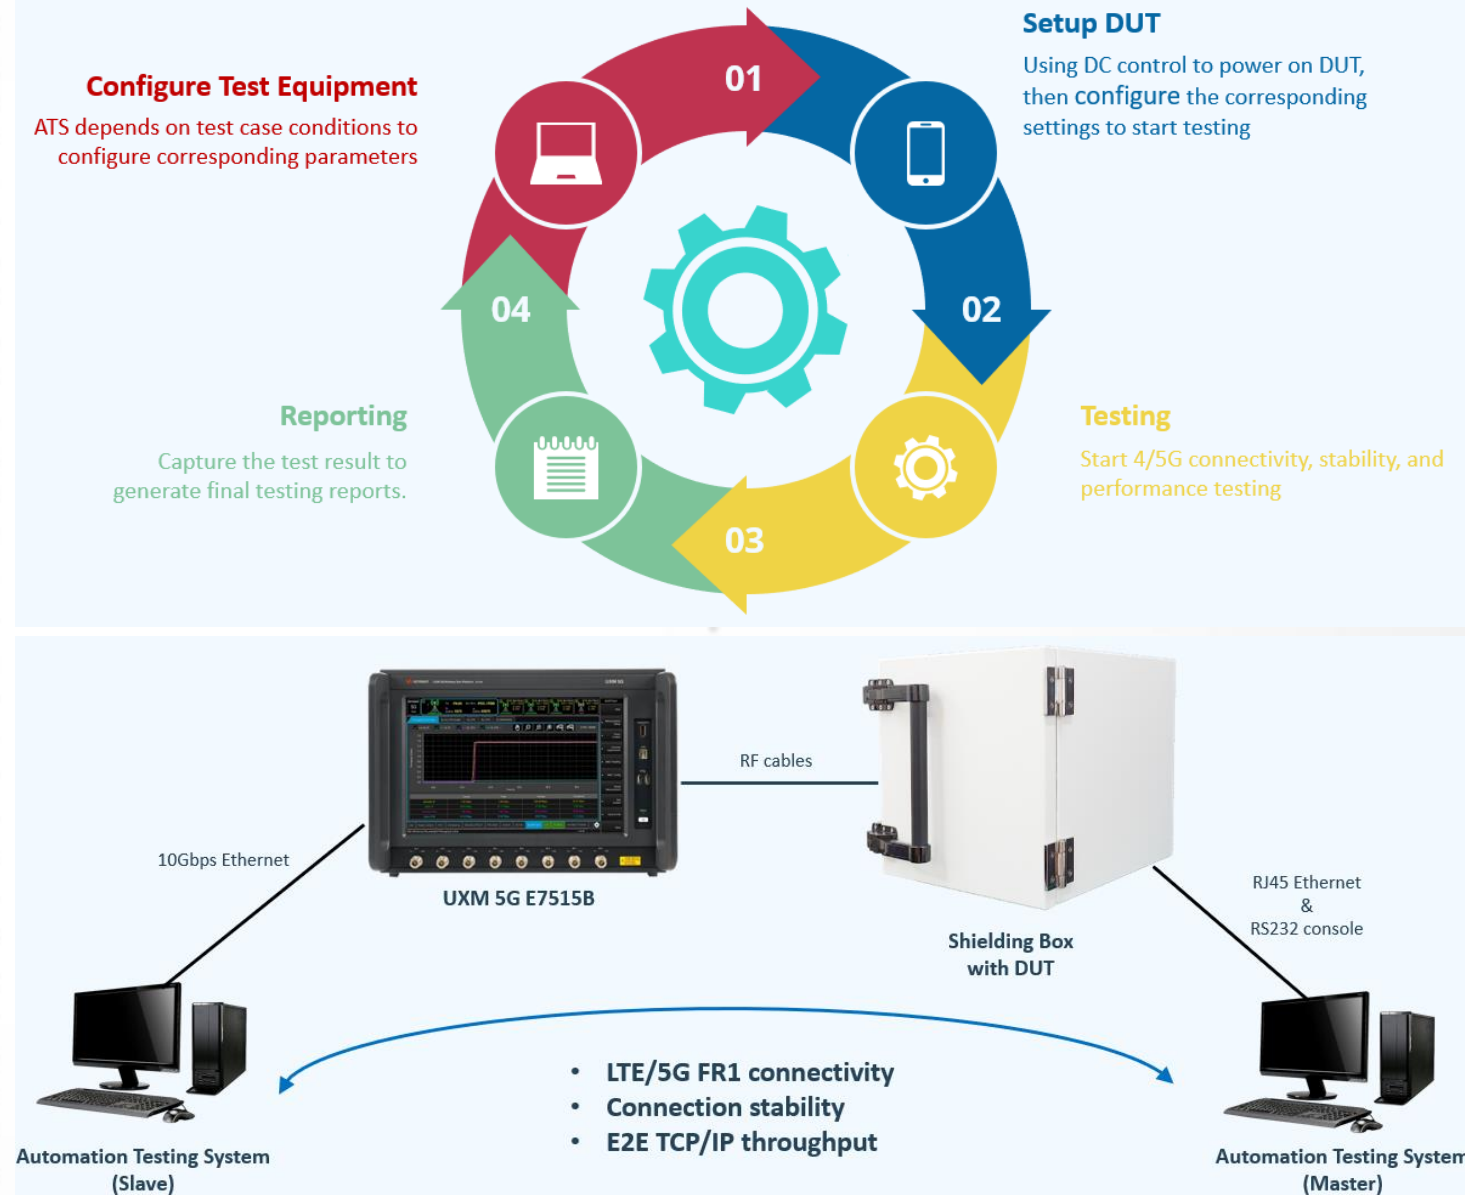 01
Setup DUT
Using DC control to power on DUT,
then configure the corresponding
settings to start testing
Configure Test Equipment
ATS depends on test case conditions to
configure corresponding parameters
04
02
Reporting
Capture the test result to
generate final testing reports.
Testing
Start 4/5G connectivity, stability, and
performance testing
03
RF cables
10Gbps Ethernet
UXM 5G E7515B
RJ45 Ethernet
&
RS232 console
Shielding Box
with DUT
LTE/5G FR1 connectivity
Connection stability
E2E TCP/IP throughput
Automation Testing System
(Slave)
Automation Testing System
(Master)